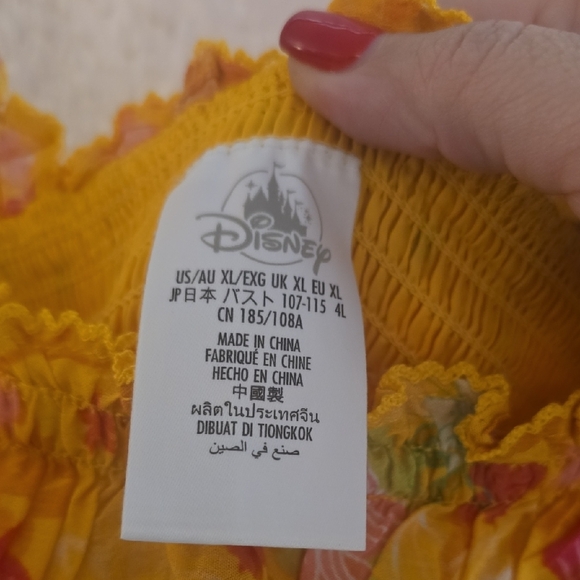 Disney
US/AU XL/EXG UK XL EU XL
JP日本 バスト 107-115 4L
CN 185/108A
MADE IN CHINA
FABRIQUÉ EN CHINE
HECHO EN CHINA
中國製
ผลิตในประเทศจีน
DIBUAT DI TIONGKOK
صنع في الصين